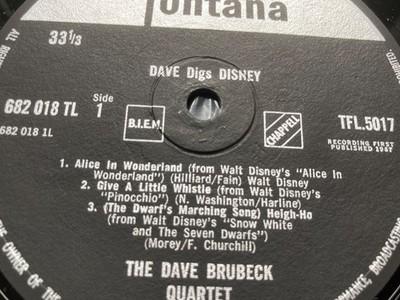 Fontana
33⅓
DAVE Digs DISNEY
682 018 TL
Side
1
B.I.E.M.
CHAPPELL
TFL.5017
682 018 1L
RECORDING FIRST
PUBLISHED 1957
1. Alice In Wonderland (from Walt Disney's "Alice In
Wonderland") (Hilliard/Fain) Walt Disney
2. Give A Little Whistle (from Walt Disney's
"Pinocchio") (N. Washington/Harline)
3. (The Dwarf's Marching Song) Heigh-Ho
(from Walt Disney's "Snow White
and The Seven Dwarfs")
(Morey/F. Churchill)
THE DAVE BRUBECK
QUARTET
ALL
OWNER OF THE
BROADCAST